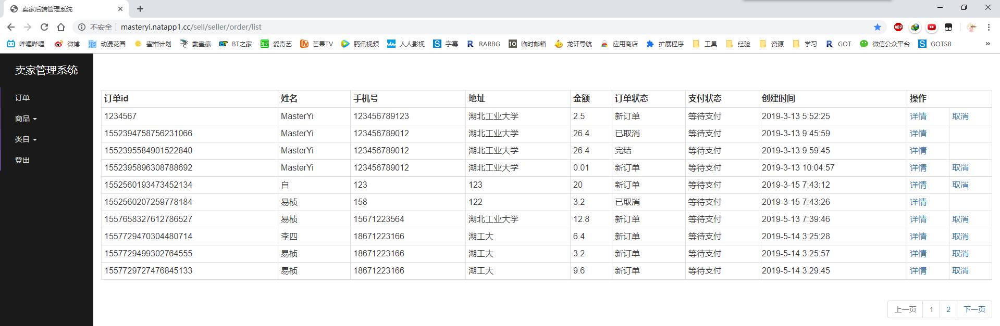 卖家后端管理系统
不安全 masteryi.natapp1.cc/sell/seller/order/list
哔哩哔哩 微博 动漫花园 蜜柑计划 動畫瘋 BT之家 爱奇艺 芒果TV 腾讯视频 人人影视 字幕 RARBG 临时邮箱 龙轩导航 应用商店 扩展程序 工具 经验 资源 学习 GOT 微信公众平台 GOTS8 »
卖家管理系统
订单
商品
类目
登出
订单id 姓名 手机号 地址 金额 订单状态 支付状态 创建时间 操作
1234567 MasterYi 123456789123 湖北工业大学 2.5 新订单 等待支付 2019-3-13 5:52:25 详情 取消
1552394758756231066 MasterYi 123456789012 湖北工业大学 26.4 已取消 等待支付 2019-3-13 9:45:59 详情
1552395584901522840 MasterYi 123456789012 湖北工业大学 26.4 完结 等待支付 2019-3-13 9:59:45 详情
1552395896308788692 MasterYi 123456789012 湖北工业大学 0.01 新订单 等待支付 2019-3-13 10:04:57 详情 取消
1552560193473452134 自 123 123 20 新订单 等待支付 2019-3-15 7:43:12 详情 取消
1552560207259778184 易桢 158 122 3.2 已取消 等待支付 2019-3-15 7:43:26 详情
1557658327612786527 易桢 15671223564 湖北工业大学 12.8 新订单 等待支付 2019-5-13 7:39:46 详情 取消
1557729470304480714 李四 18671223166 湖工大 6.4 新订单 等待支付 2019-5-14 3:25:28 详情 取消
1557729499302764555 易桢 18671223166 湖工大 3.2 新订单 等待支付 2019-5-14 3:25:57 详情 取消
1557729727476845133 易桢 18671223166 湖工大 9.6 新订单 等待支付 2019-5-14 3:29:45 详情 取消
上一页 1 2 下一页